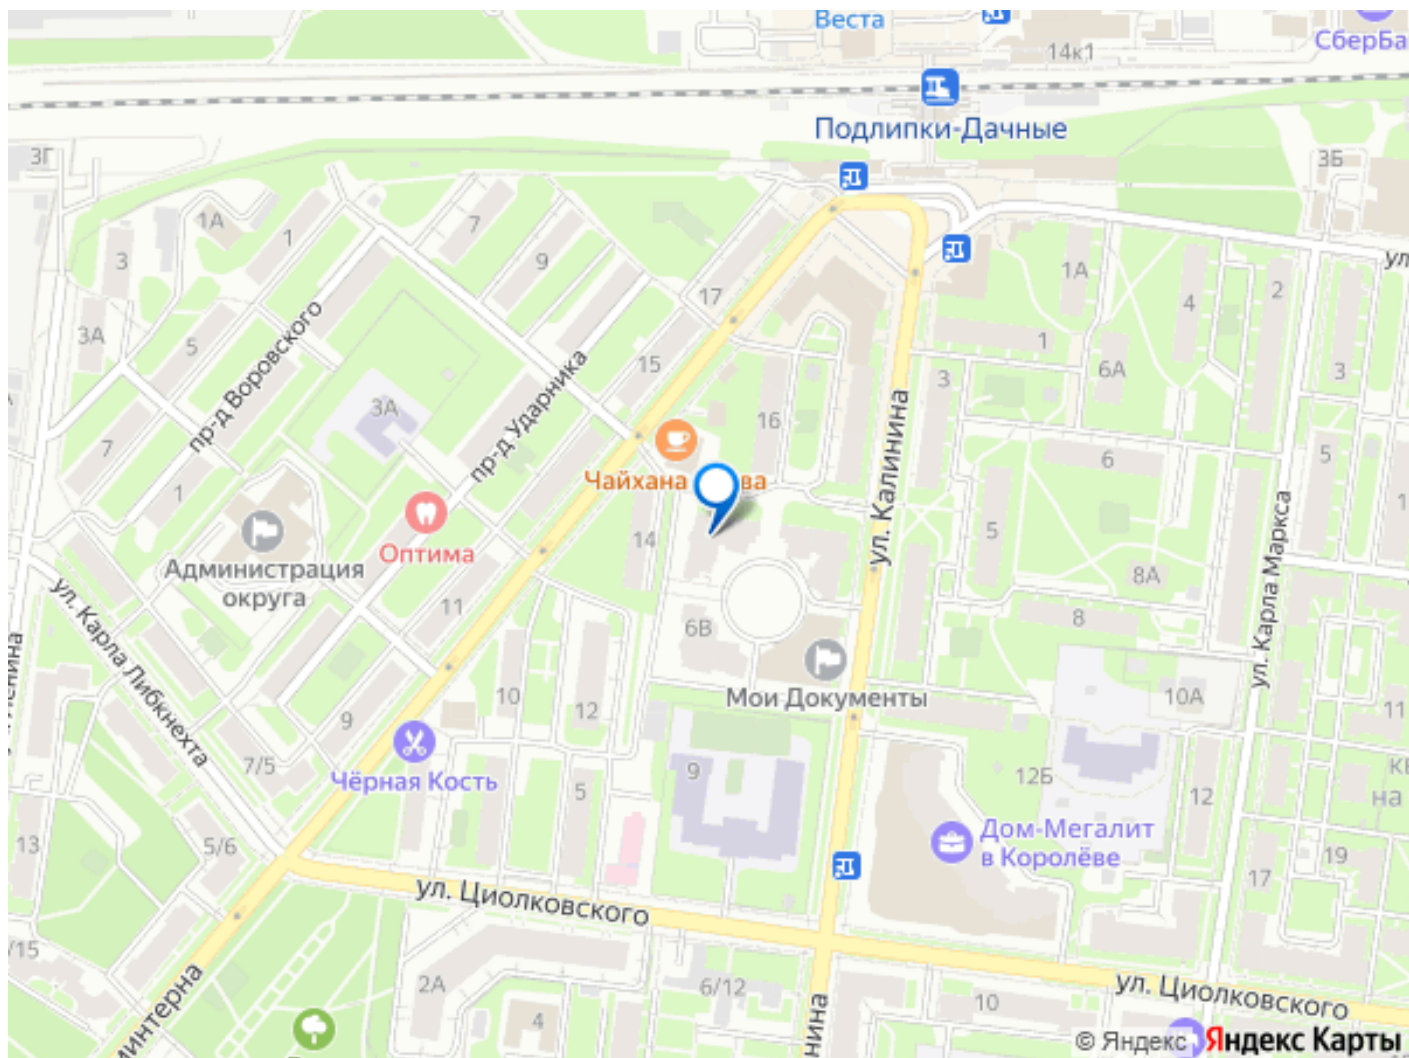 Веста
14к1
СберБа
Подлипки-Дачные
3Г
3Б
1А
7
1
3
9
17
1А
2
4
ул
3А
5
15
1
6А
3
3
пр-д Воровского
пр-д Ударника
3А
16
ул. Калинина
7
Чайхана
ва
6
5
1
Оптима
14
5
ул. Карла Маркса
Администрация
округа
11
8А
8
6В
ул. Карла Либкнехта
10
12
Мои Документы
10А
11
9
7/5
Чёрная Кость
5
9
12Б
12
на
13
5/6
Дом-Мегалит
в Королёве
19
17
ул. Циолковского
/15
2А
6/12
10
ул. Циолковского
4
минтерна
нина
© Яндекс
Яндекс Карты